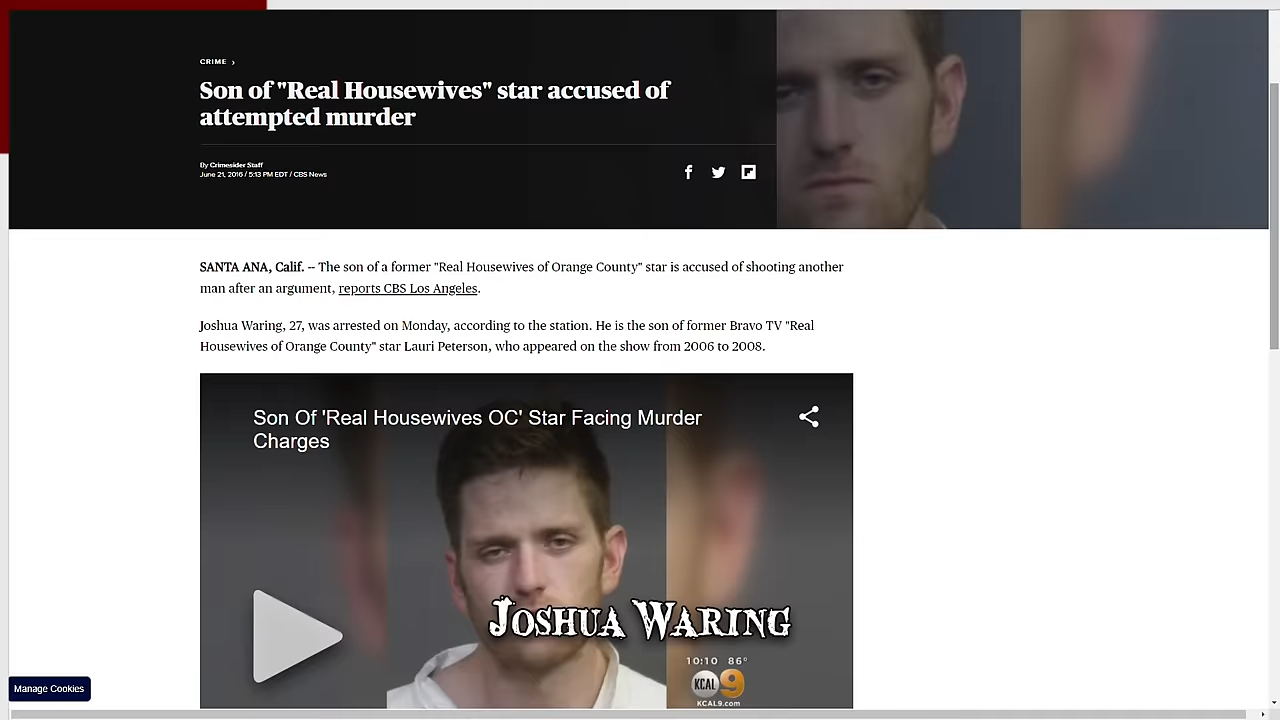 CRIME ›
Son of "Real Housewives" star accused of
attempted murder
By Crimesider Staff
June 21, 2016 / 5:13 PM EDT / CBS News
SANTA ANA, Calif. -- The son of a former "Real Housewives of Orange County" star is accused of shooting another
man after an argument, reports CBS Los Angeles.
Joshua Waring, 27, was arrested on Monday, according to the station. He is the son of former Bravo TV "Real
Housewives of Orange County" star Lauri Peterson, who appeared on the show from 2006 to 2008.
Son Of 'Real Housewives OC' Star Facing Murder
Charges
JOSHUA WARING
10:10 86°
KCAL 9
KCAL9.com
Manage Cookies